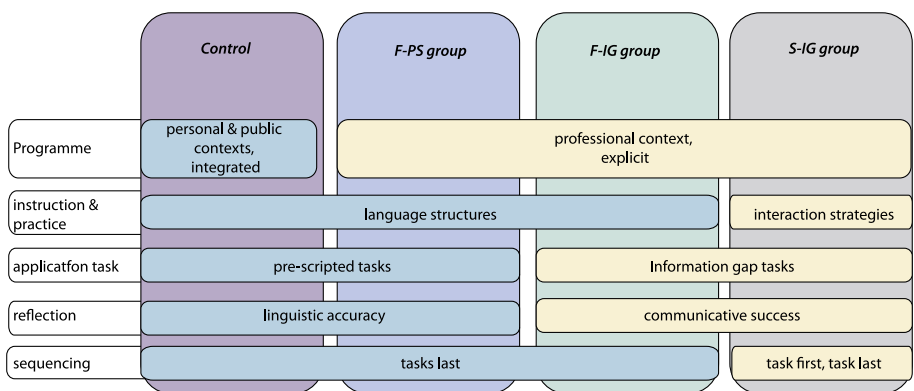 Control F-PS group F-IG group S-IG group
Programme
personal & public
contexts,
integrated
professional context,
explicit
instruction &
practice
language structures
interaction strategies
applicatfon task
pre-scripted tasks
Information gap tasks
reflection
linguistic accuracy
communicative success
sequencing
tasks last
task first, task last